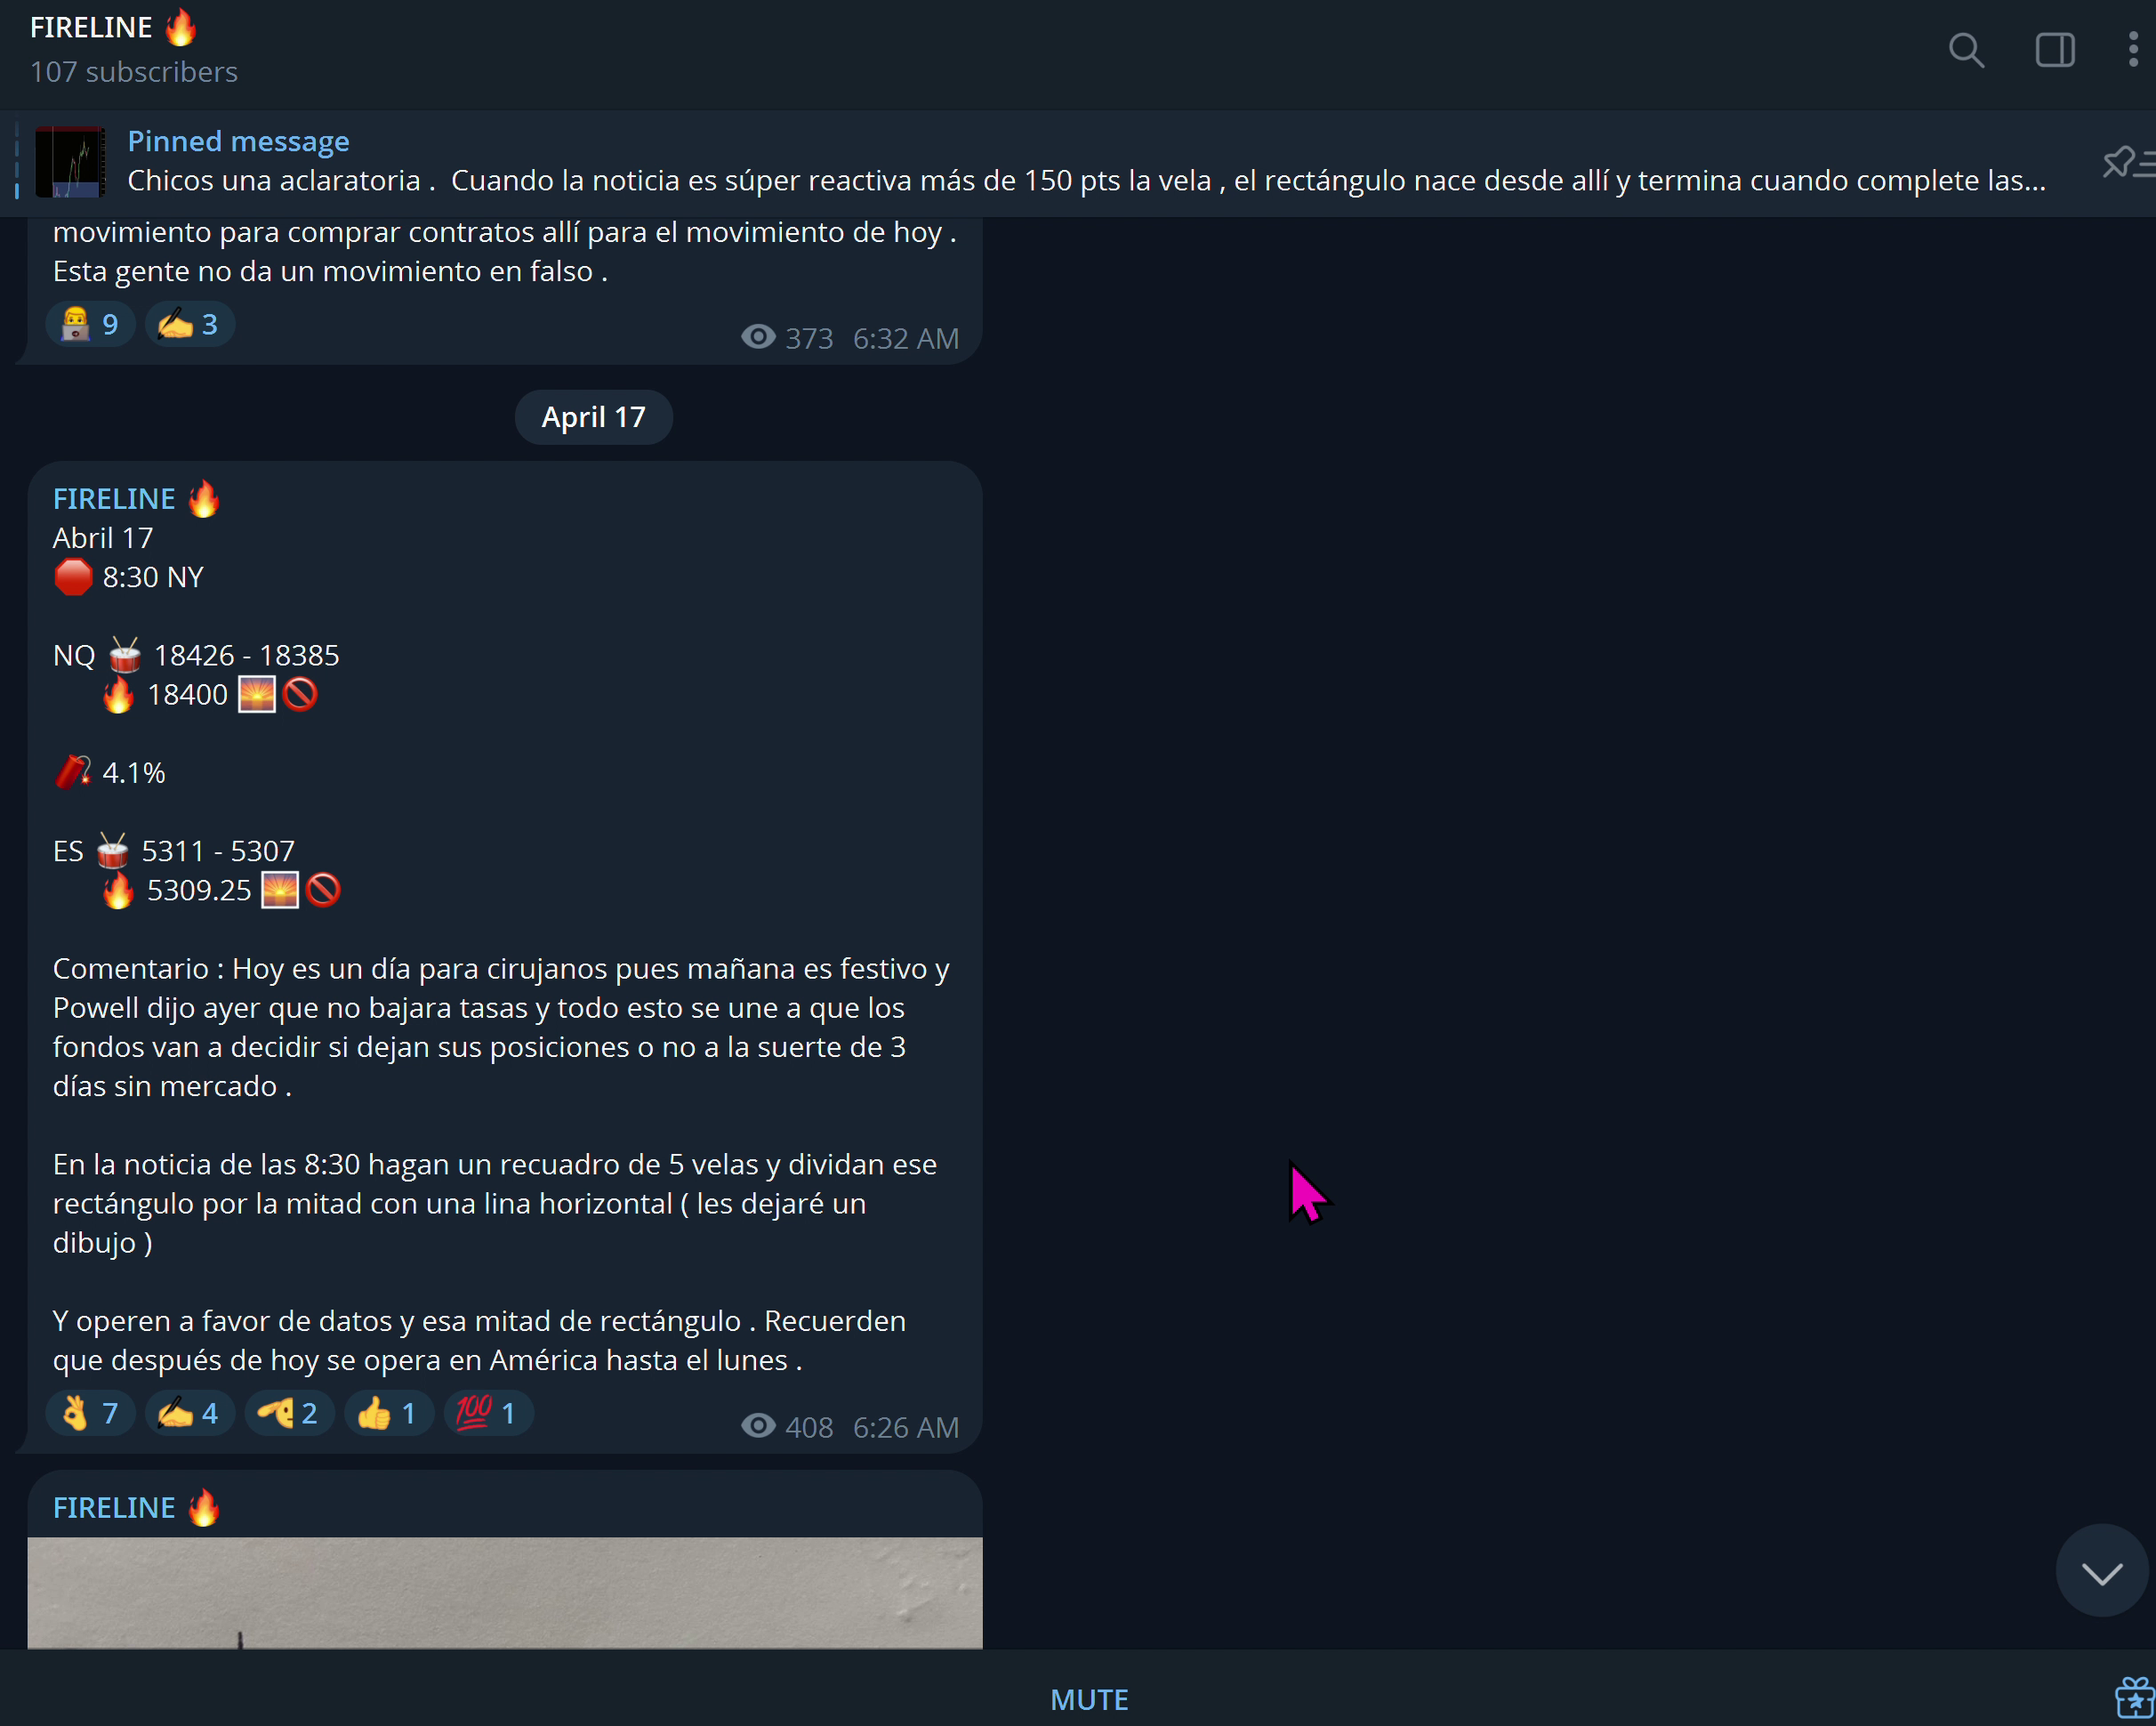 FIRELINE 🔥
107 subscribers
Pinned message
Chicos una aclaratoria .  Cuando la noticia es súper reactiva más de 150 pts la vela , el rectángulo nace desde allí y termina cuando complete las...
movimiento para comprar contratos allí para el movimiento de hoy .
Esta gente no da un movimiento en falso .
👨‍💻 9 ✍️ 3 373 6:32 AM
April 17
FIRELINE 🔥
Abril 17
🛑 8:30 NY
NQ 🥁 18426 - 18385
🔥 18400 🌅🚫
🧨 4.1%
ES 🥁 5311 - 5307
🔥 5309.25 🌅🚫
Comentario : Hoy es un día para cirujanos pues mañana es festivo y
Powell dijo ayer que no bajara tasas y todo esto se une a que los
fondos van a decidir si dejan sus posiciones o no a la suerte de 3
días sin mercado .
En la noticia de las 8:30 hagan un recuadro de 5 velas y dividan ese
rectángulo por la mitad con una lina horizontal ( les dejaré un
dibujo )
Y operen a favor de datos y esa mitad de rectángulo . Recuerden
que después de hoy se opera en América hasta el lunes .
👌 7 ✍️ 4 🫡 2 👍 1 💯 1 408 6:26 AM
FIRELINE 🔥
MUTE